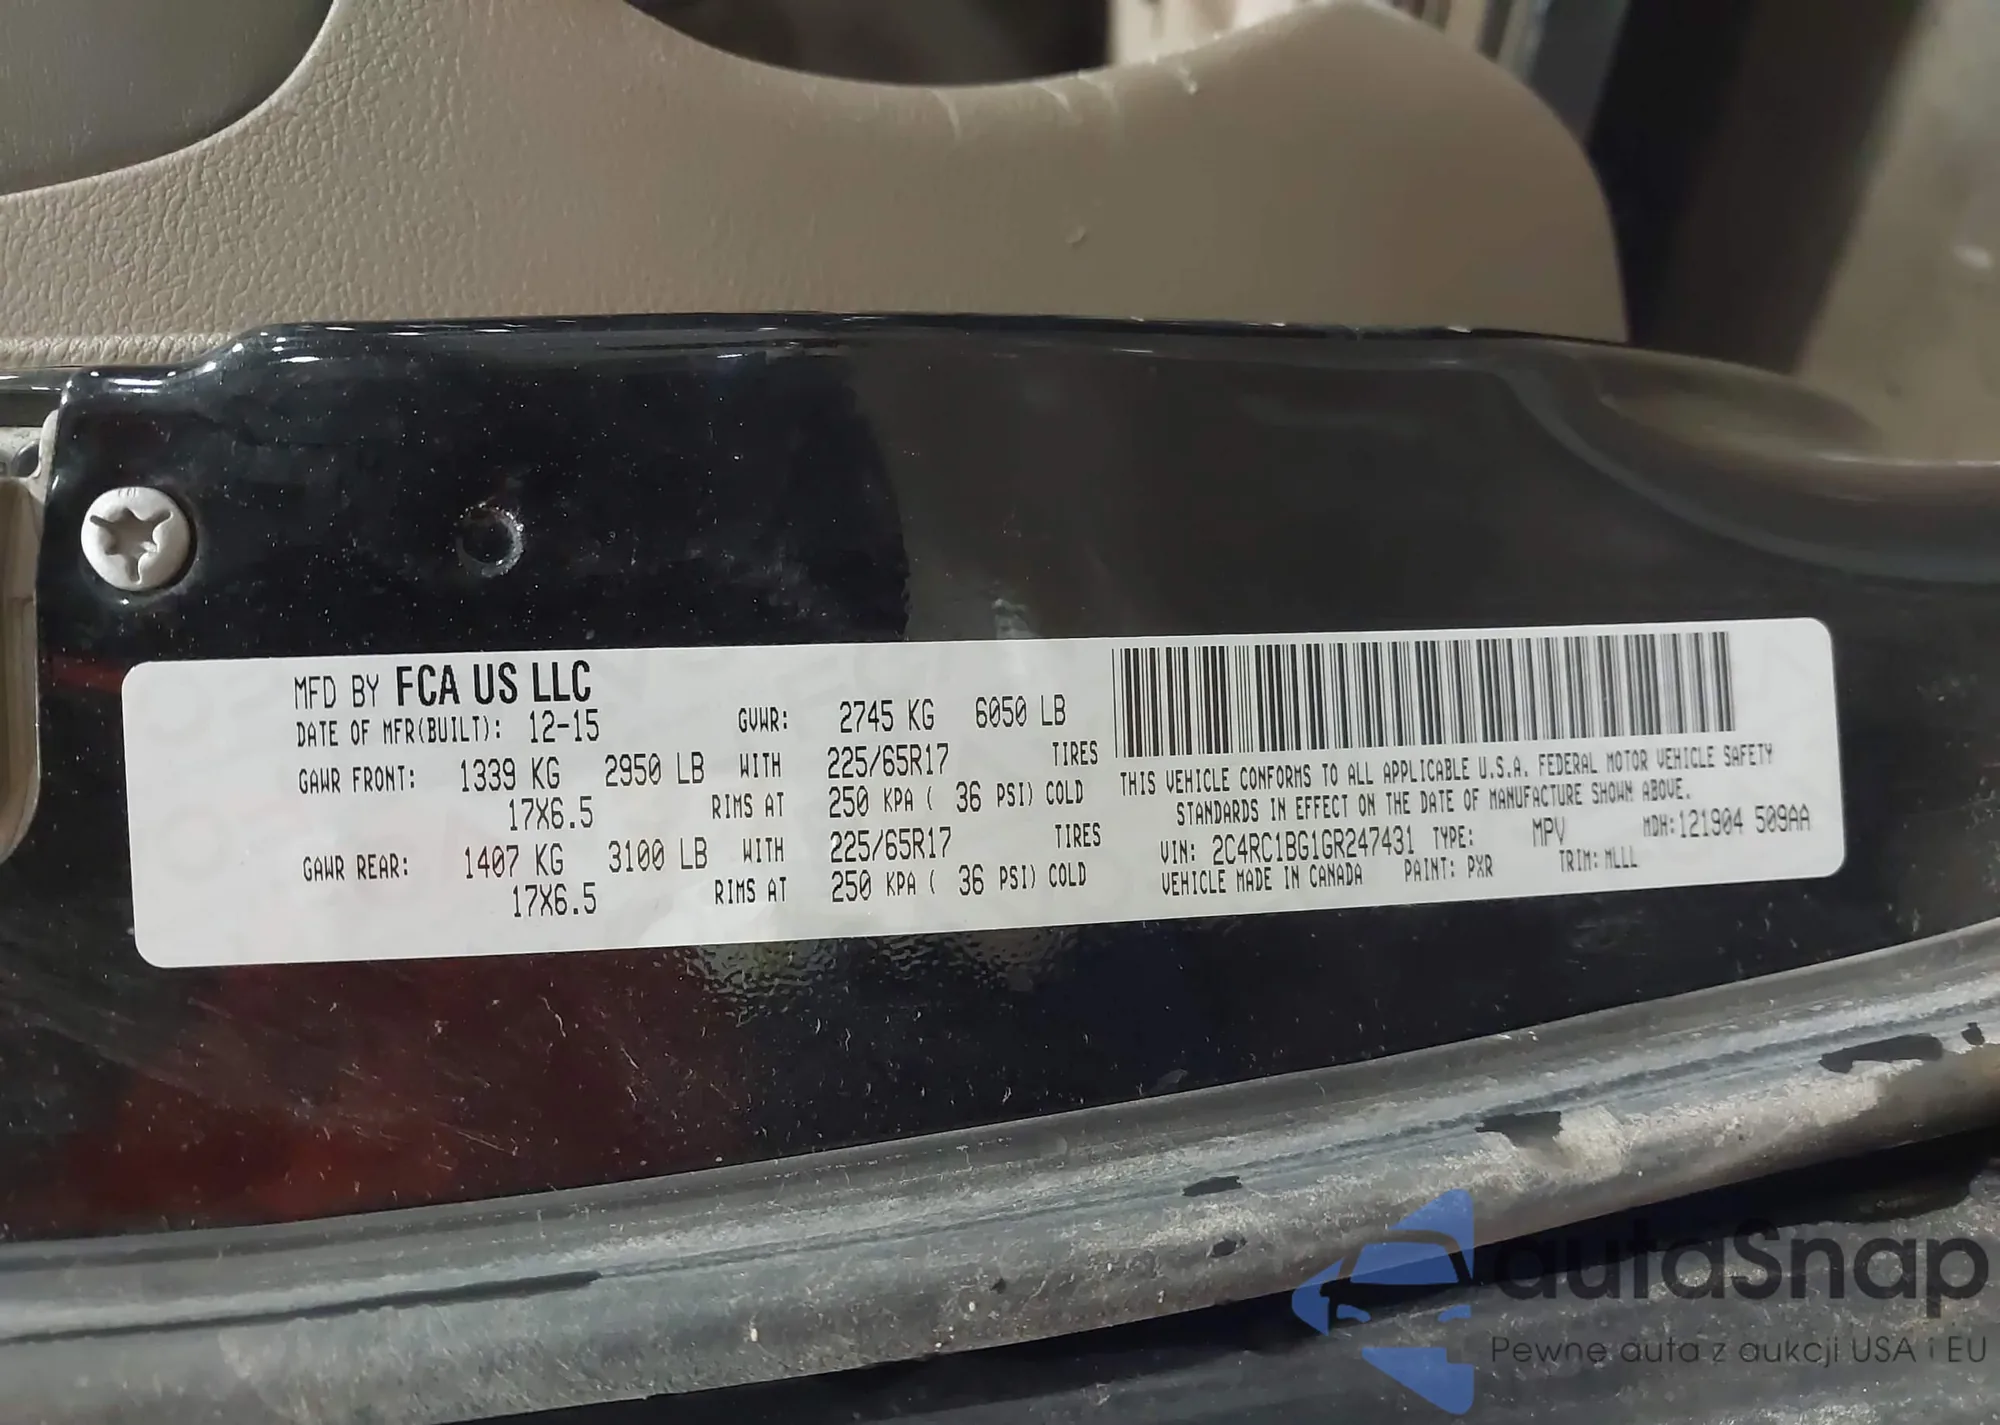 MFD BY FCA US LLC
DATE OF MFR(BUILT): 12-15 GVWR: 2745 KG 6050 LB
GAWR FRONT: 1339 KG 2950 LB WITH 225/65R17 TIRES
17X6.5 RIMS AT 250 KPA ( 36 PSI) COLD
GAWR REAR: 1407 KG 3100 LB WITH 225/65R17 TIRES
17X6.5 RIMS AT 250 KPA ( 36 PSI) COLD
THIS VEHICLE CONFORMS TO ALL APPLICABLE U.S.A. FEDERAL MOTOR VEHICLE SAFETY
STANDARDS IN EFFECT ON THE DATE OF MANUFACTURE SHOWN ABOVE.
VIN: 2C4RC1BG1GR247431 TYPE: MPV MDH:121904 509AA
VEHICLE MADE IN CANADA PAINT: PXR TRIM: MLLL
autaSnap
Pewne auta z aukcji USA i EU